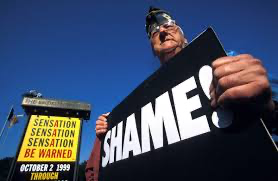 SENSATION
SENSATION
SENSATION
BE WARNED
OCTOBER 2 1999
THROUGH
SHAME!